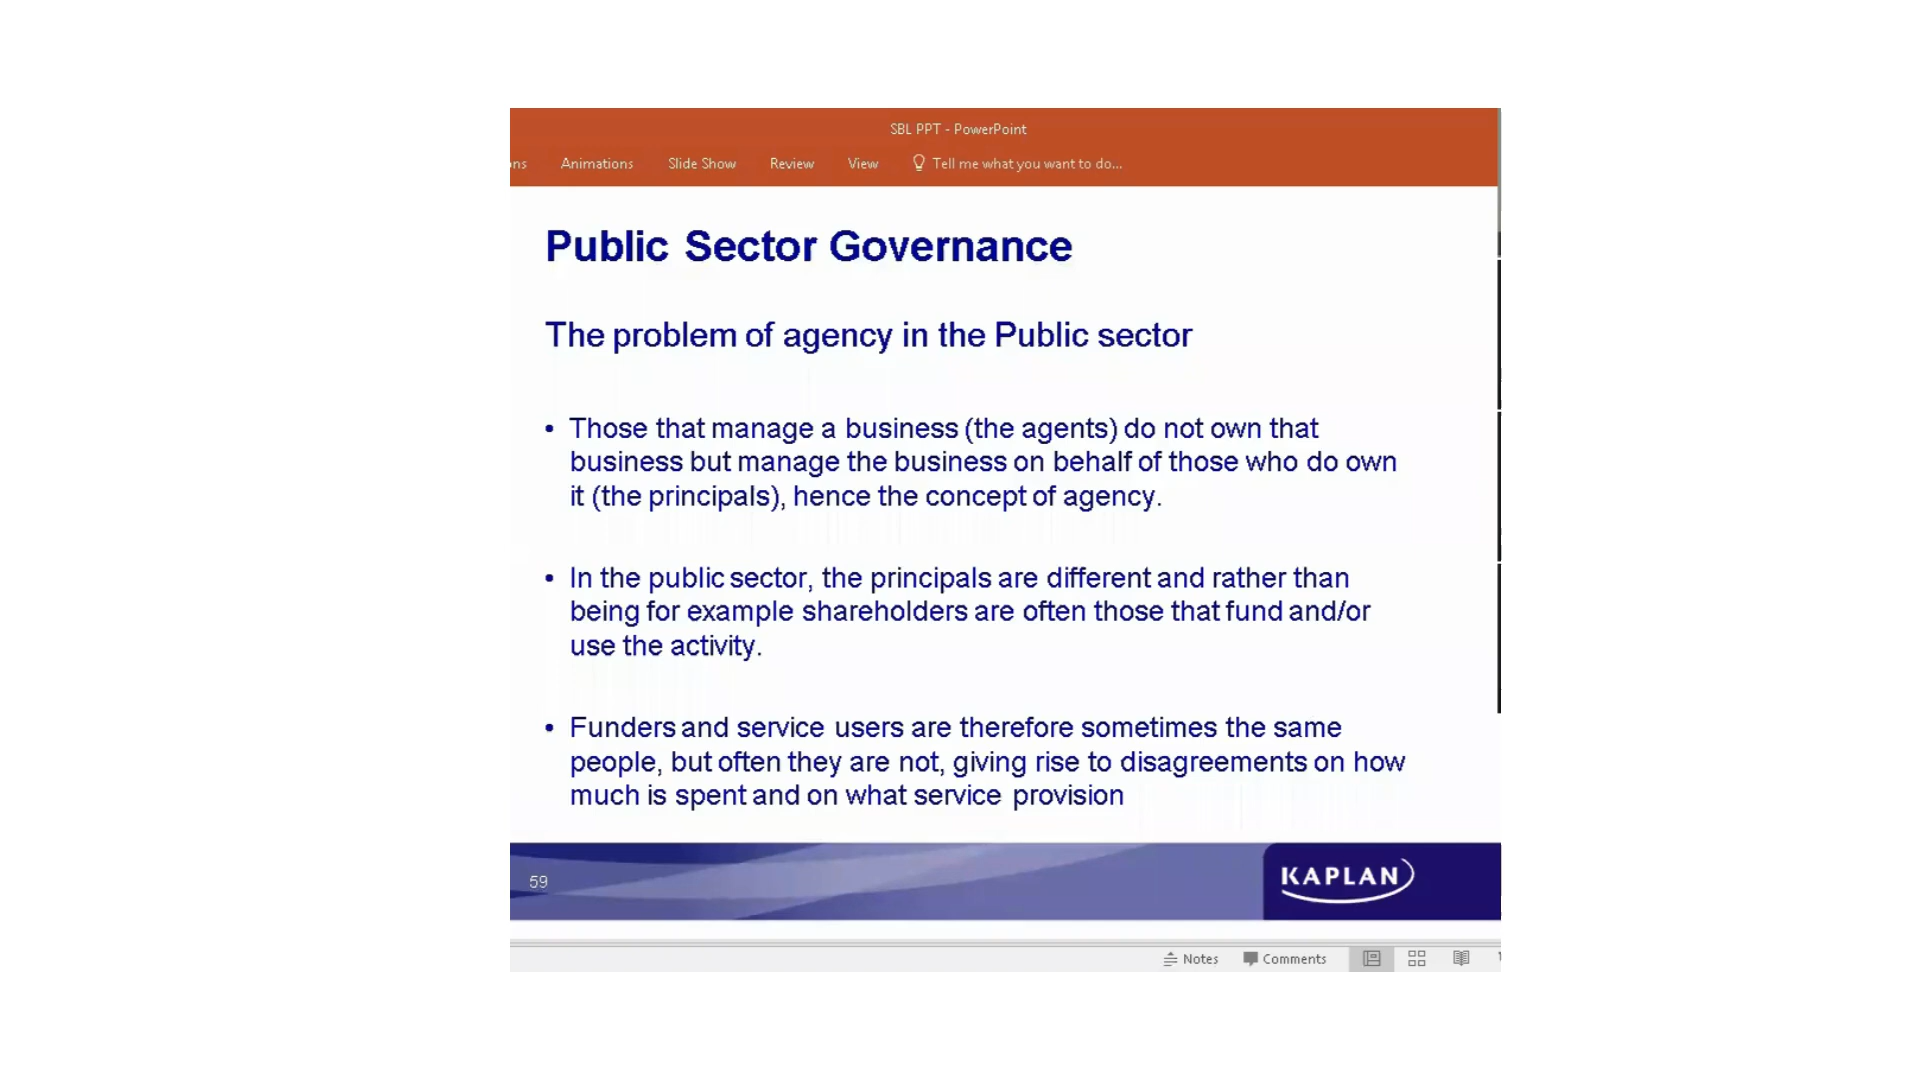 SBL PPT - PowerPoint
ons Animations Slide Show Review View Tell me what you want to do...
Public Sector Governance
The problem of agency in the Public sector
• Those that manage a business (the agents) do not own that
business but manage the business on behalf of those who do own
it (the principals), hence the concept of agency.
• In the public sector, the principals are different and rather than
being for example shareholders are often those that fund and/or
use the activity.
• Funders and service users are therefore sometimes the same
people, but often they are not, giving rise to disagreements on how
much is spent and on what service provision
59
KAPLAN
Notes Comments